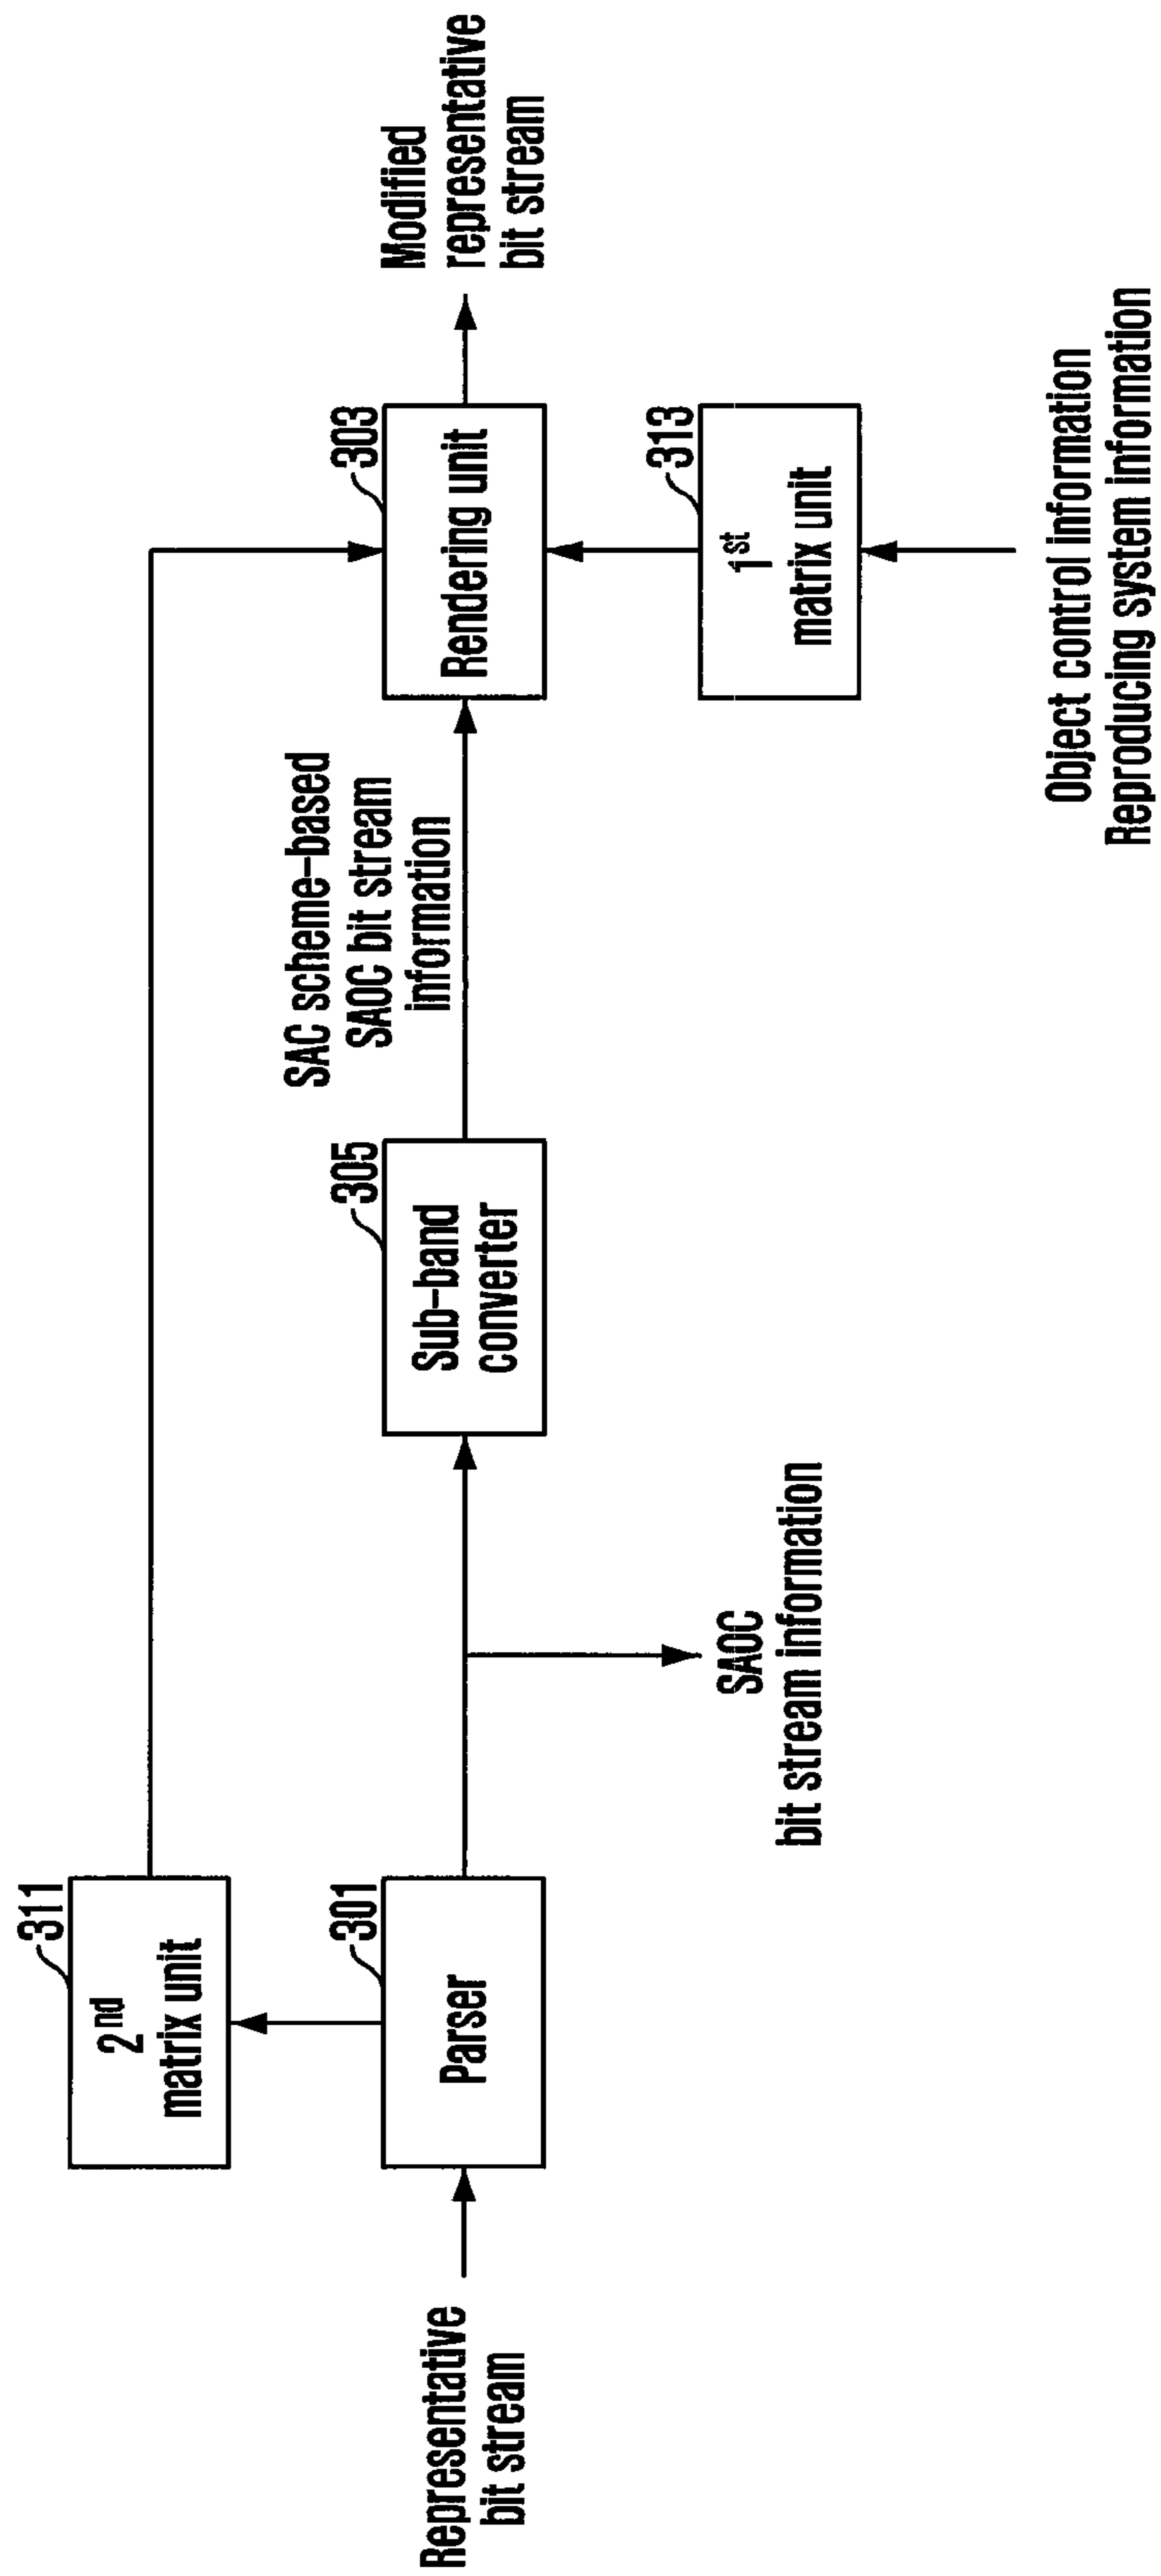 311
2nd
matrix unit
Representative
bit stream
301
Parser
SAOC
bit stream information
305
Sub-band
converter
SAC scheme-based
SAOC bit stream
information
303
Rendering unit
Modified
representative
bit stream
313
1st
matrix unit
Object control information
Reproducing system information